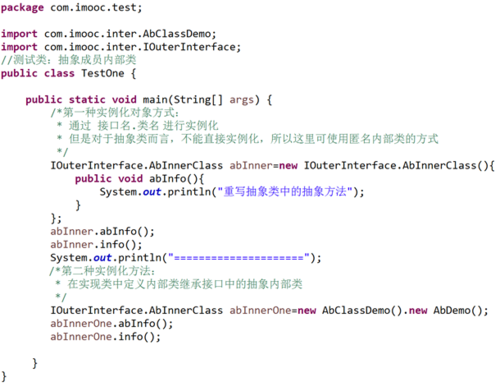 package com.imooc.test;
import com.imooc.inter.AbClassDemo;
import com.imooc.inter.IOuterInterface;
//测试类：抽象成员内部类
public class TestOne {
public static void main(String[] args) {
/*第一种实例化对象方式：
* 通过 接口名.类名 进行实例化
* 但是对于抽象类而言，不能直接实例化，所以这里可使用匿名内部类的方式
*/
IOuterInterface.AbInnerClass abInner=new IOuterInterface.AbInnerClass(){
public void abInfo(){
System.out.println("重写抽象类中的抽象方法");
}
};
abInner.abInfo();
abInner.info();
System.out.println("=====================");
/*第二种实例化方法：
* 在实现类中定义内部类继承接口中的抽象内部类
*/
IOuterInterface.AbInnerClass abInnerOne=new AbClassDemo().new AbDemo();
abInnerOne.abInfo();
abInnerOne.info();
}
}